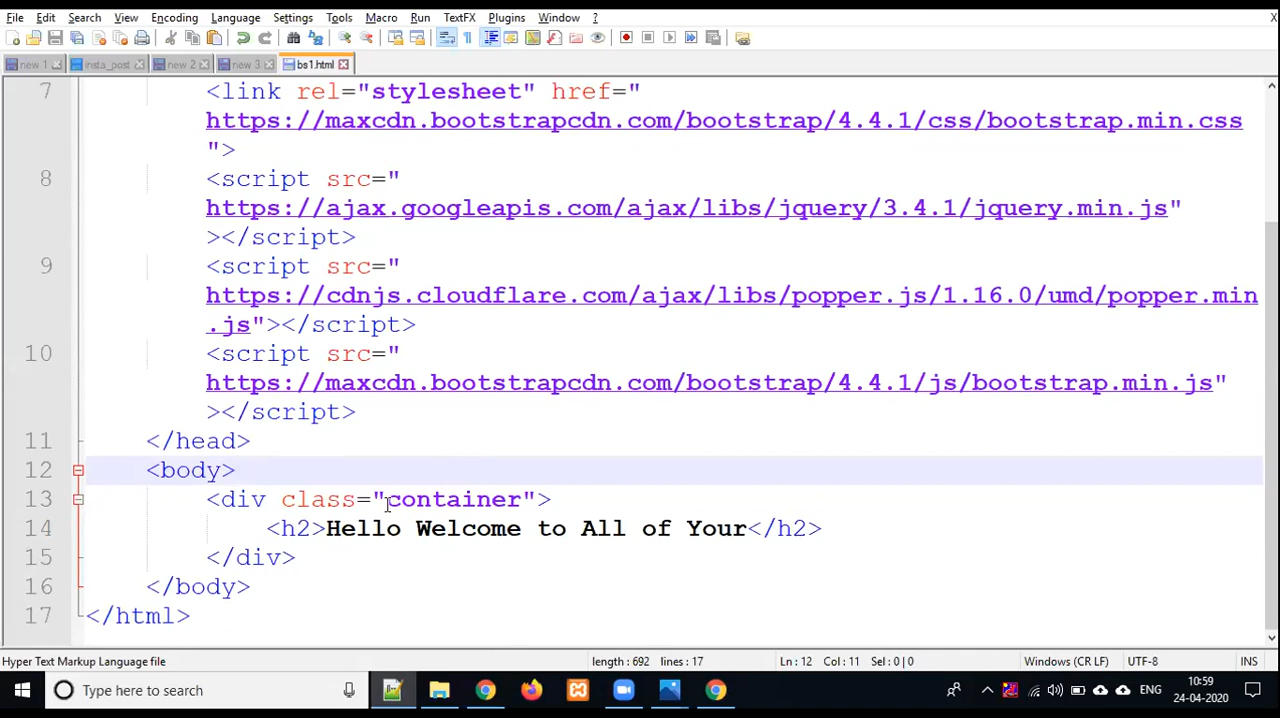 File Edit Search View Encoding Language Settings Tools Macro Run TextFX Plugins Window ? X
new 1 insta_post new 2 new 3 bs1.html
7 <link rel="stylesheet" href="
https://maxcdn.bootstrapcdn.com/bootstrap/4.4.1/css/bootstrap.min.css
">
8 <script src="
https://ajax.googleapis.com/ajax/libs/jquery/3.4.1/jquery.min.js"
></script>
9 <script src="
https://cdnjs.cloudflare.com/ajax/libs/popper.js/1.16.0/umd/popper.min
.js"></script>
10 <script src="
https://maxcdn.bootstrapcdn.com/bootstrap/4.4.1/js/bootstrap.min.js"
></script>
11 </head>
12 <body>
13 <div class="container">
14 <h2>Hello Welcome to All of Your</h2>
15 </div>
16 </body>
17 </html>
Hyper Text Markup Language file length : 692 lines : 17 Ln : 12 Col : 11 Sel : 0 | 0 Windows (CR LF) UTF-8 INS
Type here to search ENG 10:59
24-04-2020